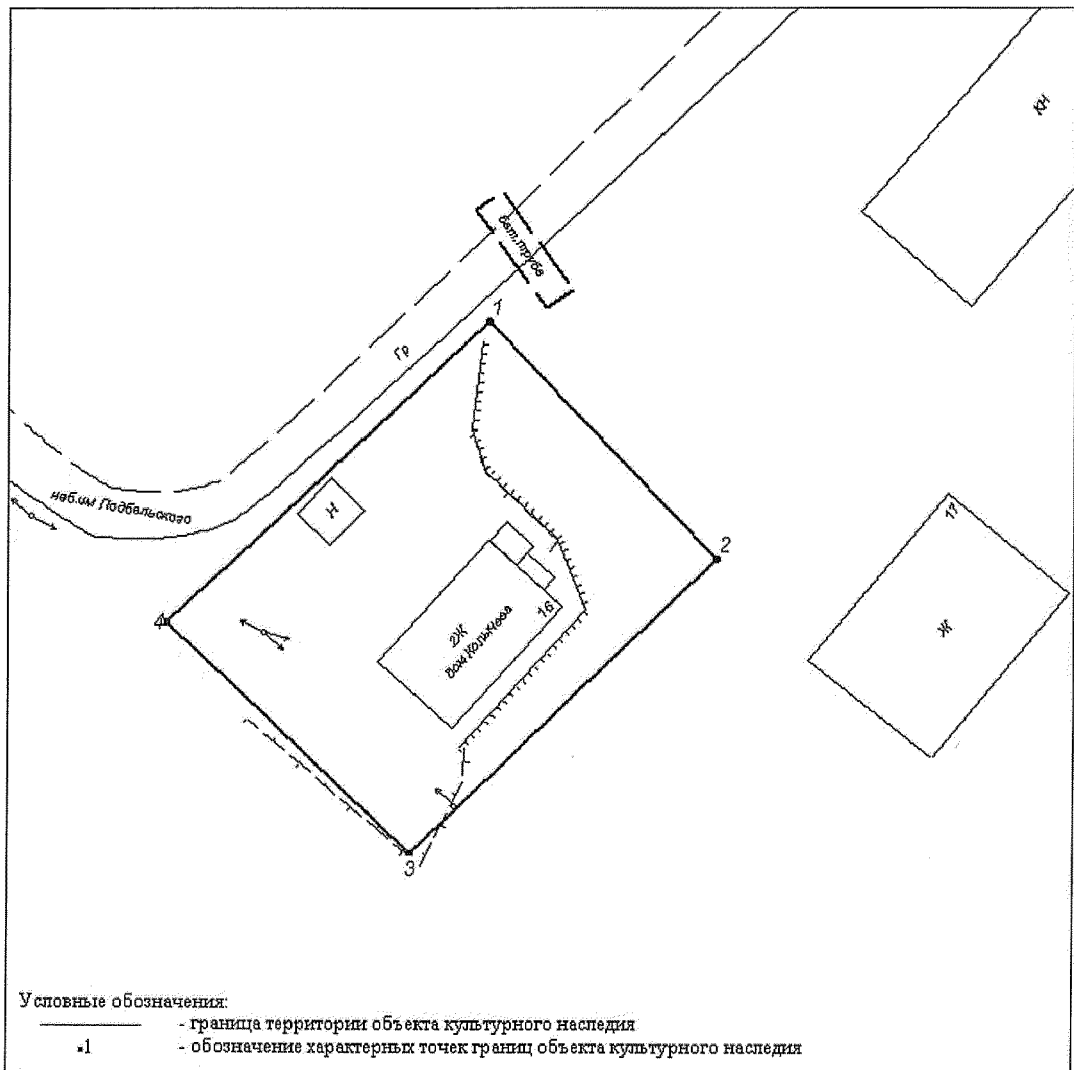 КН
бет.труба
1
Гр
наб.им Подбельского
Н
2
17
16
2Ж
Дом Колычева
Ж
4
3
Условные обозначения:
- граница территории объекта культурного наследия
1 - обозначение характерных точек границ объекта культурного наследия